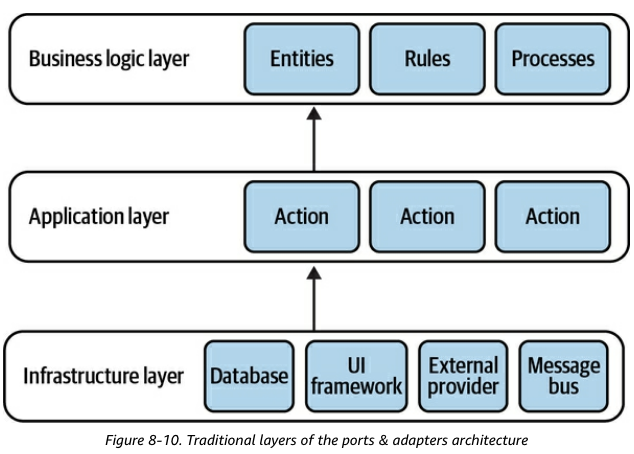 Business logic layer
Entities
Rules
Processes
Application layer
Action
Action
Action
Infrastructure layer
Database
UI
framework
External
provider
Message
bus
Figure 8-10. Traditional layers of the ports & adapters architecture